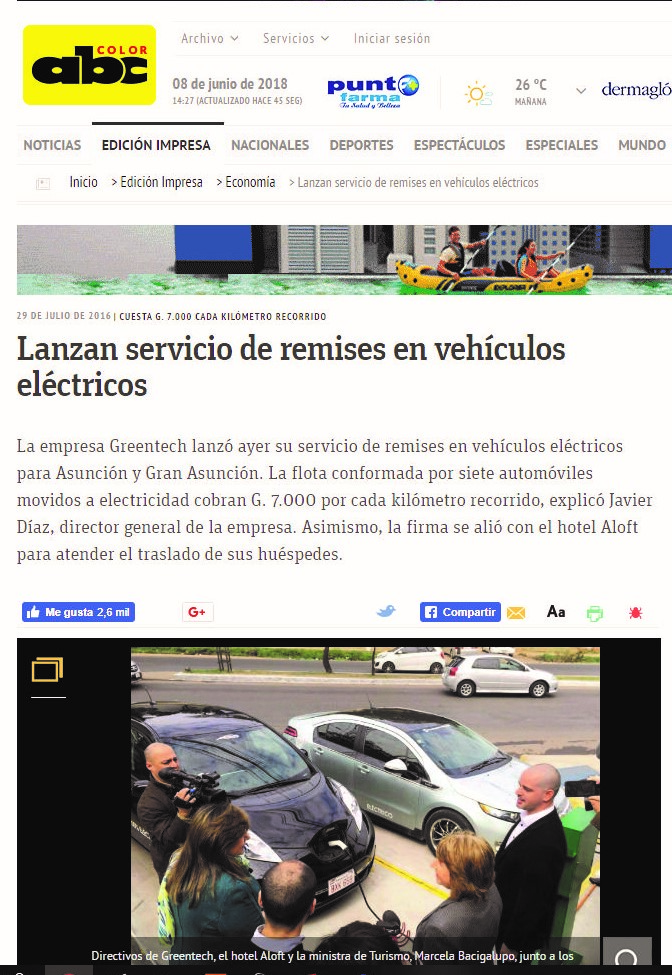 Archivo Servicios Iniciar sesión
COLOR
abc
08 de junio de 2018
14:27 (ACTUALIZADO HACE 45 SEG)
punto
farma
Tu Salud y Belleza
26 °C
MAÑANA
dermagló
NOTICIAS EDICIÓN IMPRESA NACIONALES DEPORTES ESPECTÁCULOS ESPECIALES MUNDO
Inicio > Edición Impresa > Economía > Lanzan servicio de remises en vehículos eléctricos
EXPLORER
29 DE JULIO DE 2016 | CUESTA G. 7.000 CADA KILÓMETRO RECORRIDO
Lanzan servicio de remises en vehículos
eléctricos
La empresa Greentech lanzó ayer su servicio de remises en vehículos eléctricos
para Asunción y Gran Asunción. La flota conformada por siete automóviles
movidos a electricidad cobran G. 7.000 por cada kilómetro recorrido, explicó Javier
Díaz, director general de la empresa. Asimismo, la firma se alió con el hotel Aloft
para atender el traslado de sus huéspedes.
Me gusta 2,6 mil G+ Compartir Aa
ELÉCTRICO
Directivos de Greentech, el hotel Aloft y la ministra de Turismo, Marcela Bacigalupo, junto a los